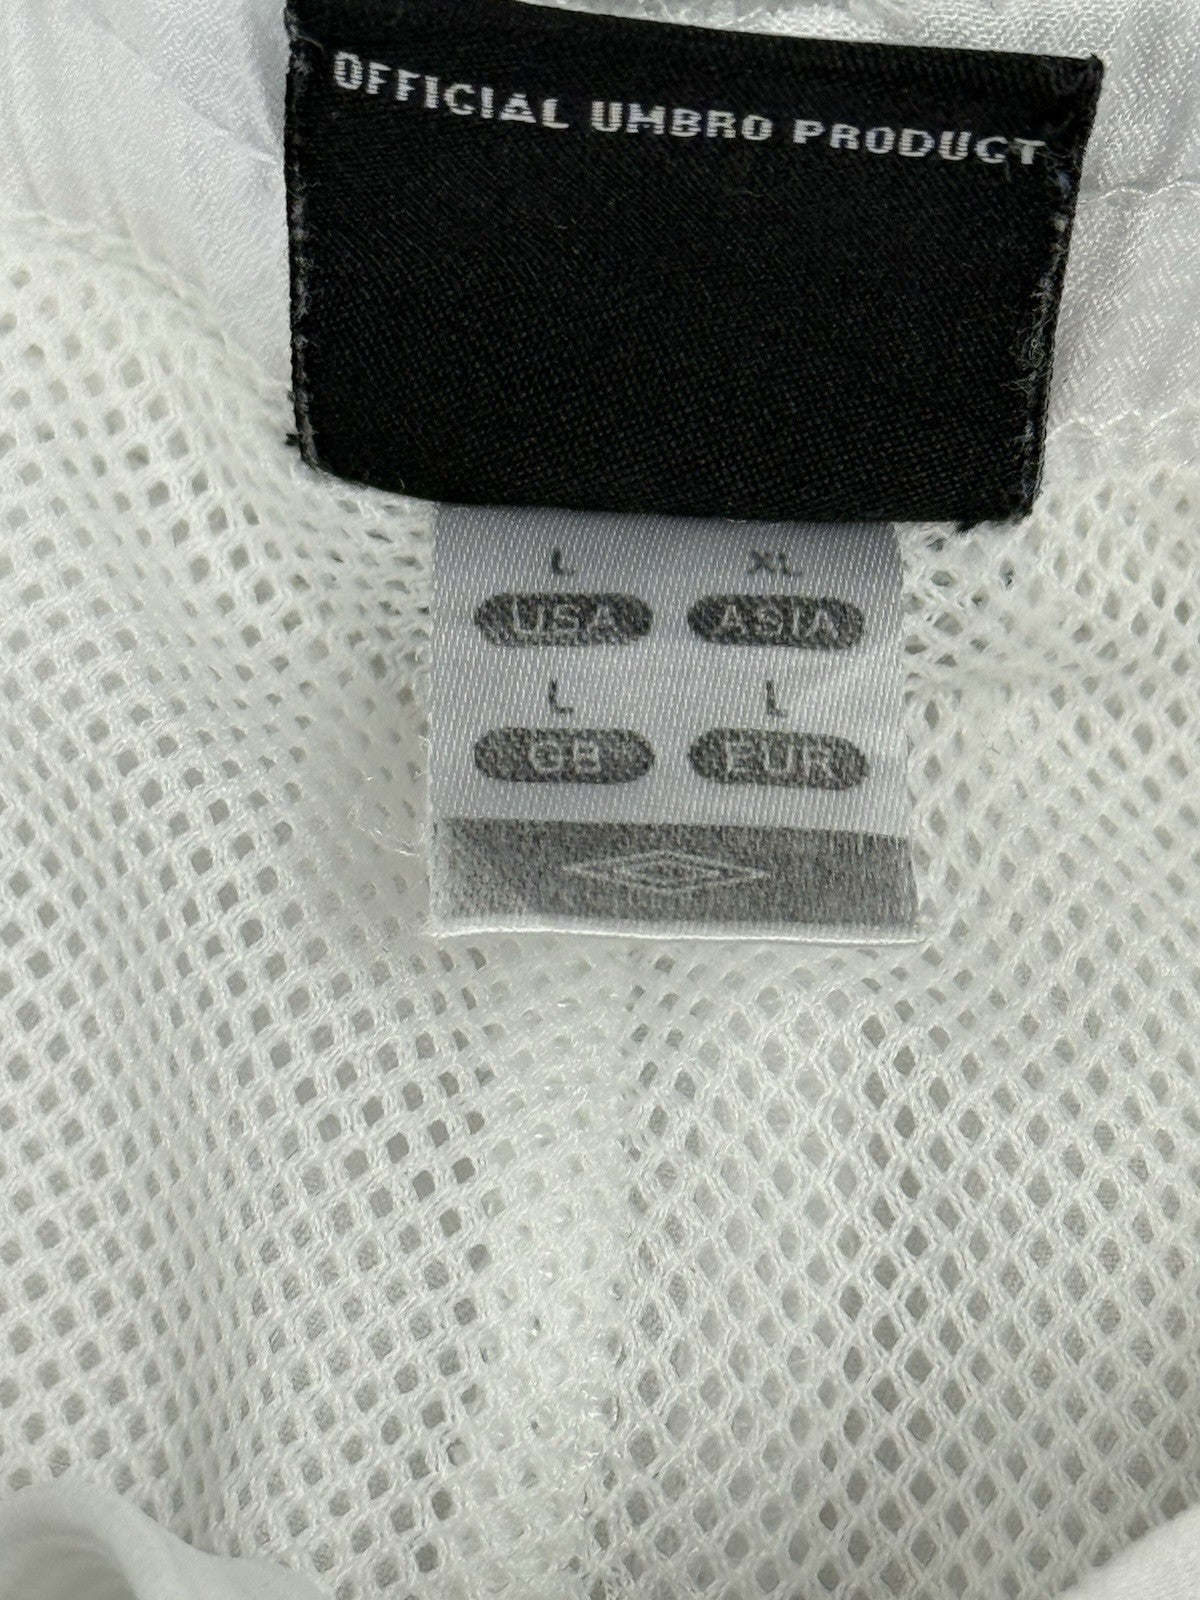 OFFICIAL UMBRO PRODUCT
L XL
USA ASIA
L L
GB EUR